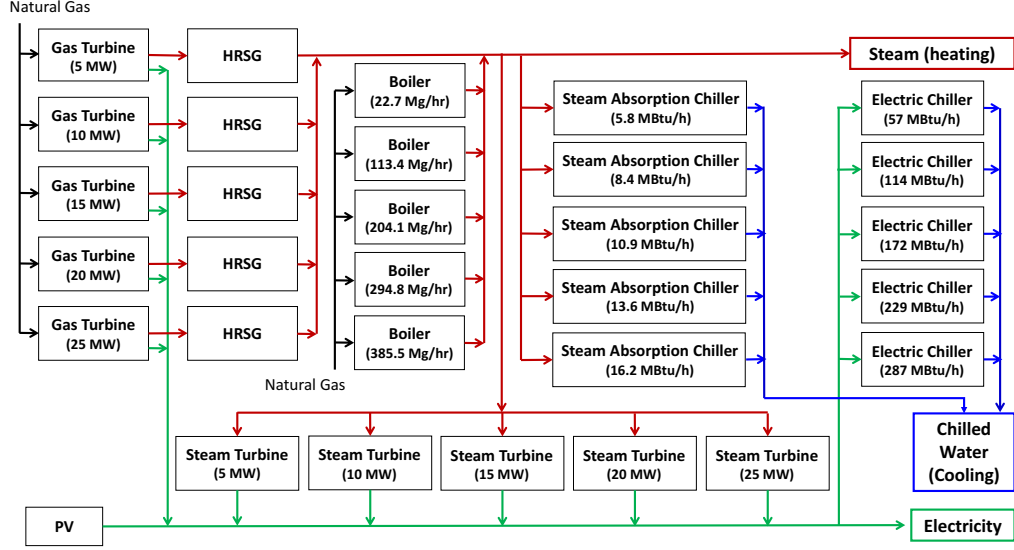 Natural Gas
Gas Turbine
(5 MW)
HRSG
Steam (heating)
Boiler
(22.7 Mg/hr)
Steam Absorption Chiller
(5.8 MBtu/h)
Electric Chiller
(57 MBtu/h)
Gas Turbine
(10 MW)
HRSG
Boiler
(113.4 Mg/hr)
Steam Absorption Chiller
(8.4 MBtu/h)
Electric Chiller
(114 MBtu/h)
Gas Turbine
(15 MW)
HRSG
Boiler
(204.1 Mg/hr)
Steam Absorption Chiller
(10.9 MBtu/h)
Electric Chiller
(172 MBtu/h)
Gas Turbine
(20 MW)
HRSG
Boiler
(294.8 Mg/hr)
Steam Absorption Chiller
(13.6 MBtu/h)
Electric Chiller
(229 MBtu/h)
Gas Turbine
(25 MW)
HRSG
Boiler
(385.5 Mg/hr)
Steam Absorption Chiller
(16.2 MBtu/h)
Electric Chiller
(287 MBtu/h)
Natural Gas
Steam Turbine
(5 MW)
Steam Turbine
(10 MW)
Steam Turbine
(15 MW)
Steam Turbine
(20 MW)
Steam Turbine
(25 MW)
Chilled
Water
(Cooling)
PV
Electricity